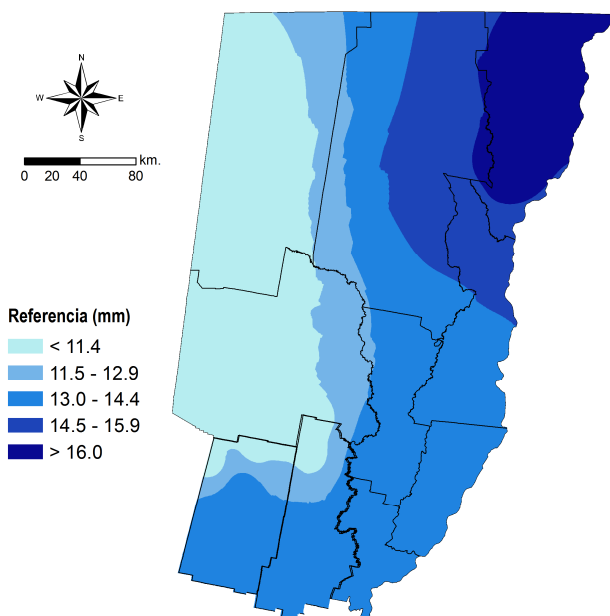 N
W E
S
km.
0 20 40 80
Referencia (mm)
< 11.4
11.5 - 12.9
13.0 - 14.4
14.5 - 15.9
> 16.0